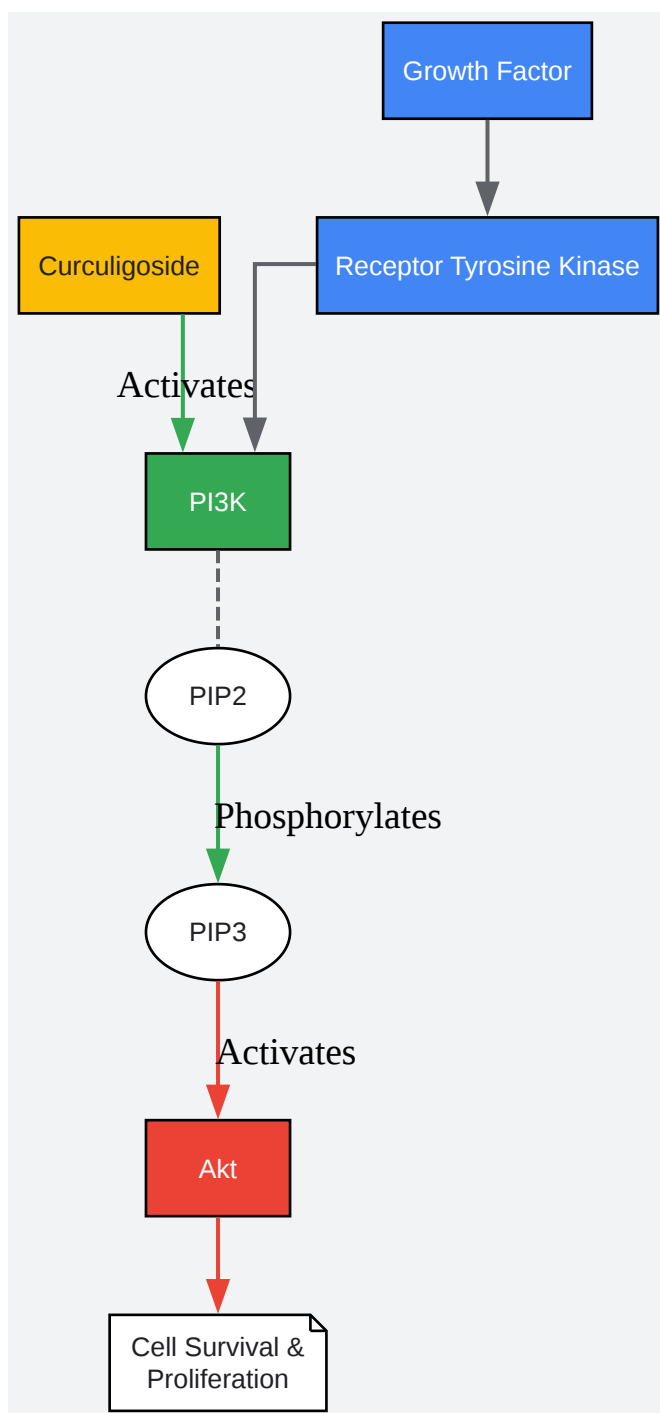 Growth Factor
Curculigoside
Receptor Tyrosine Kinase
Activates
PI3K
PIP2
Phosphorylates
PIP3
Activates
Akt
Cell Survival &
Proliferation